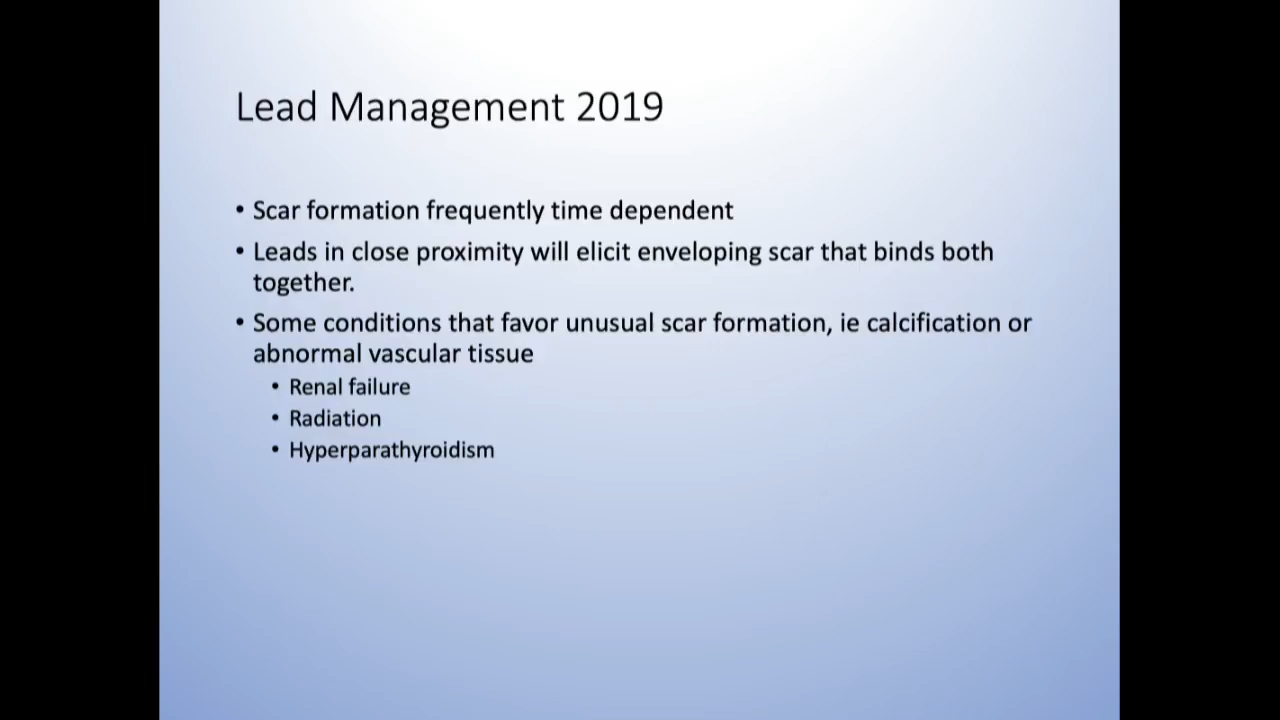 Lead Management 2019
• Scar formation frequently time dependent
• Leads in close proximity will elicit enveloping scar that binds both
together.
• Some conditions that favor unusual scar formation, ie calcification or
abnormal vascular tissue
• Renal failure
• Radiation
• Hyperparathyroidism